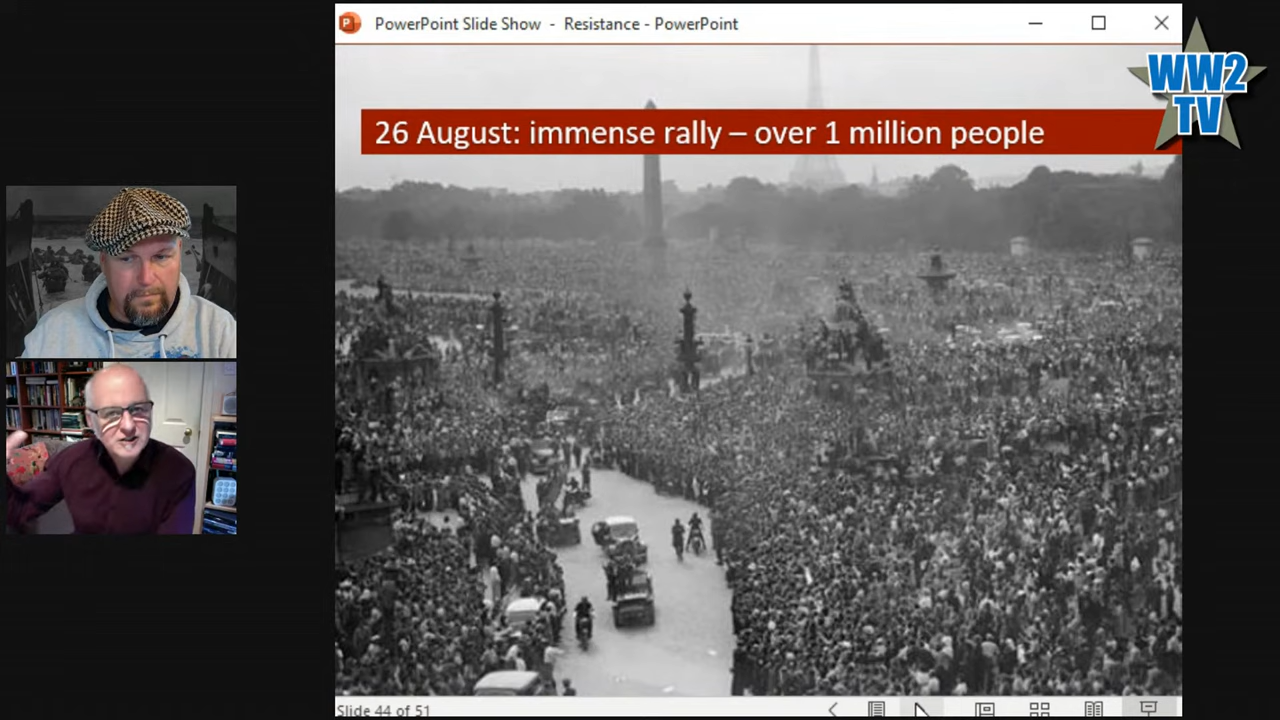 PowerPoint Slide Show - Resistance - PowerPoint
WW2
TV
26 August: immense rally – over 1 million people
Slide 44 of 51